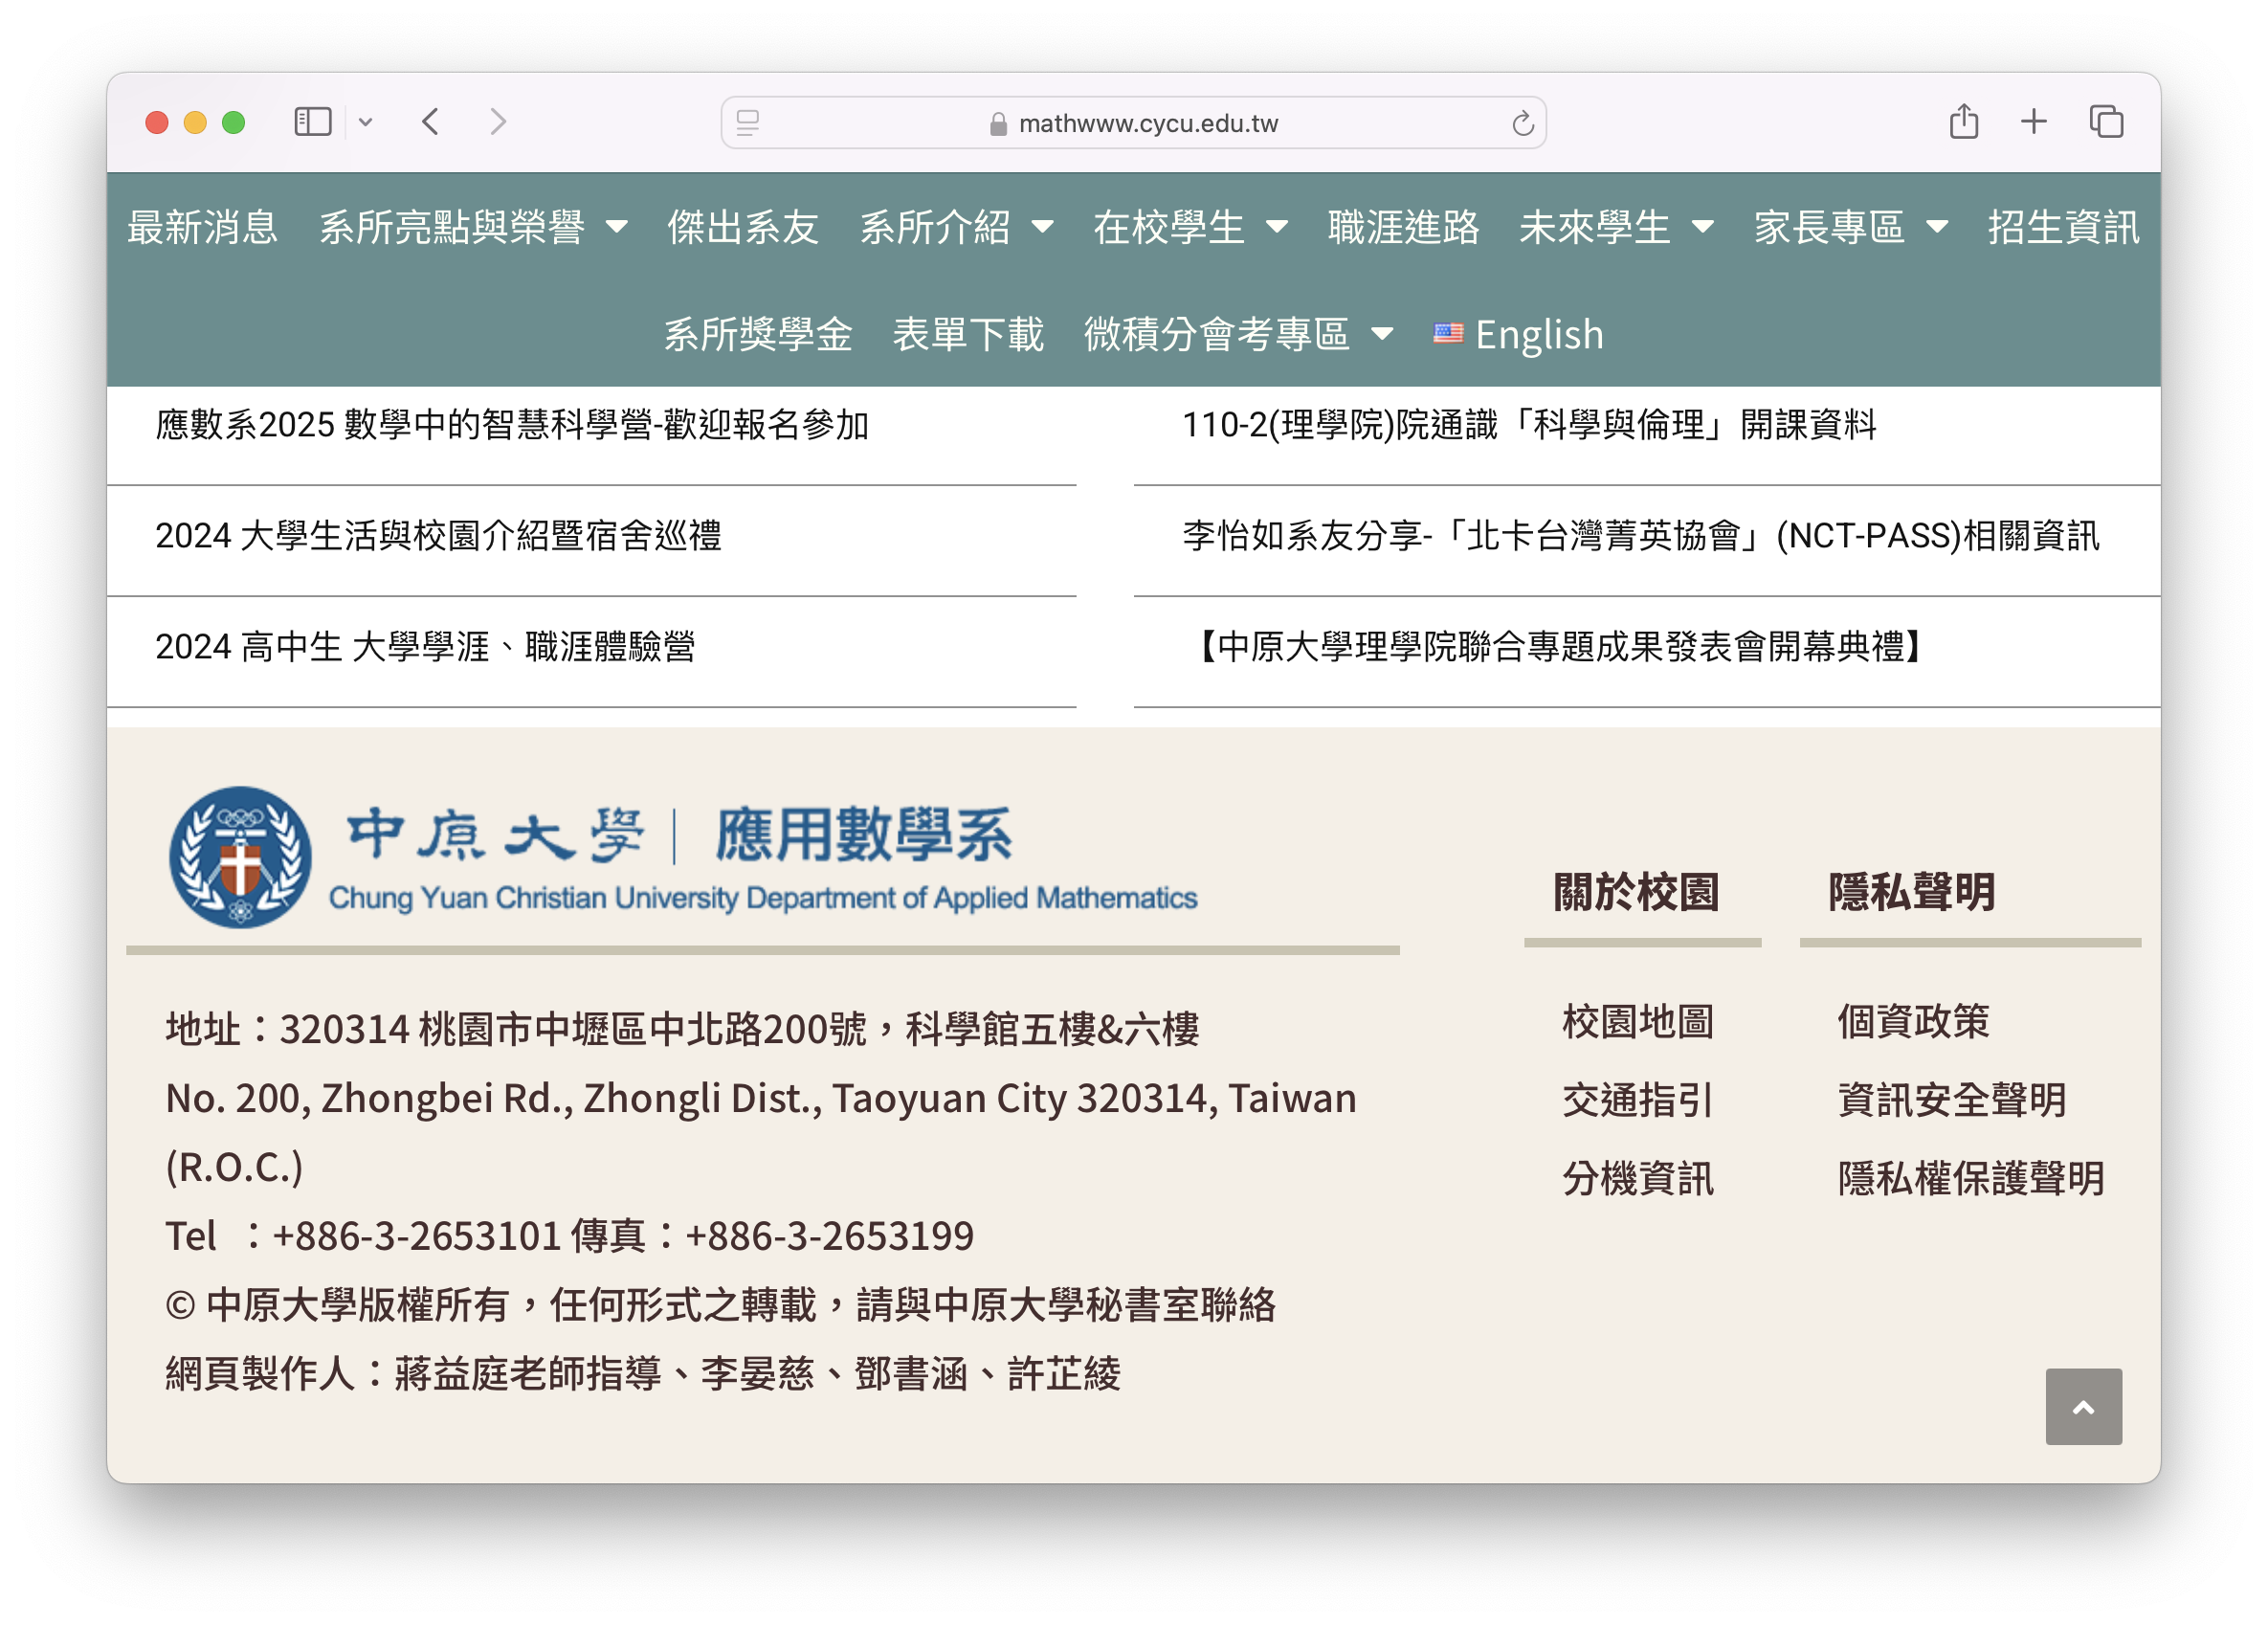 mathwww.cycu.edu.tw
最新消息 系所亮點與榮譽 傑出系友 系所介紹 在校學生 職涯進路 未來學生 家長專區 招生資訊
系所獎學金 表單下載 微積分會考專區 English
應數系2025 數學中的智慧科學營-歡迎報名參加
2024 大學生活與校園介紹暨宿舍巡禮
2024 高中生 大學學涯、職涯體驗營
110-2(理學院)院通識「科學與倫理」開課資料
李怡如系友分享-「北卡台灣菁英協會」(NCT-PASS)相關資訊
【中原大學理學院聯合專題成果發表會開幕典禮】
中原大學｜應用數學系
Chung Yuan Christian University Department of Applied Mathematics
地址：320314 桃園市中壢區中北路200號，科學館五樓&六樓
No. 200, Zhongbei Rd., Zhongli Dist., Taoyuan City 320314, Taiwan
(R.O.C.)
Tel ：+886-3-2653101 傳真：+886-3-2653199
© 中原大學版權所有，任何形式之轉載，請與中原大學秘書室聯絡
網頁製作人：蔣益庭老師指導、李晏慈、鄧書涵、許芷綾
關於校園
校園地圖
交通指引
分機資訊
隱私聲明
個資政策
資訊安全聲明
隱私權保護聲明